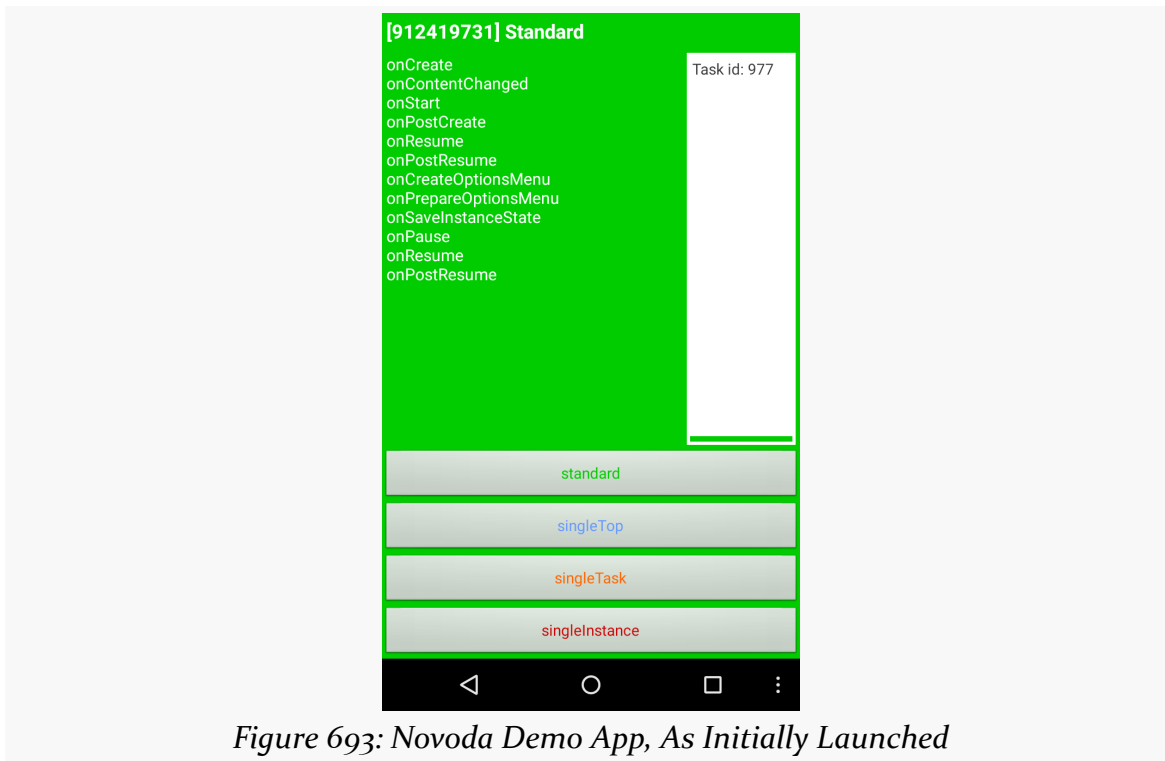 [912419731] Standard
onCreate
onContentChanged
onStart
onPostCreate
onResume
onPostResume
onCreateOptionsMenu
onPrepareOptionsMenu
onSaveInstanceState
onPause
onResume
onPostResume
Task id: 977
standard
singleTop
singleTask
singleInstance
Figure 693: Novoda Demo App, As Initially Launched